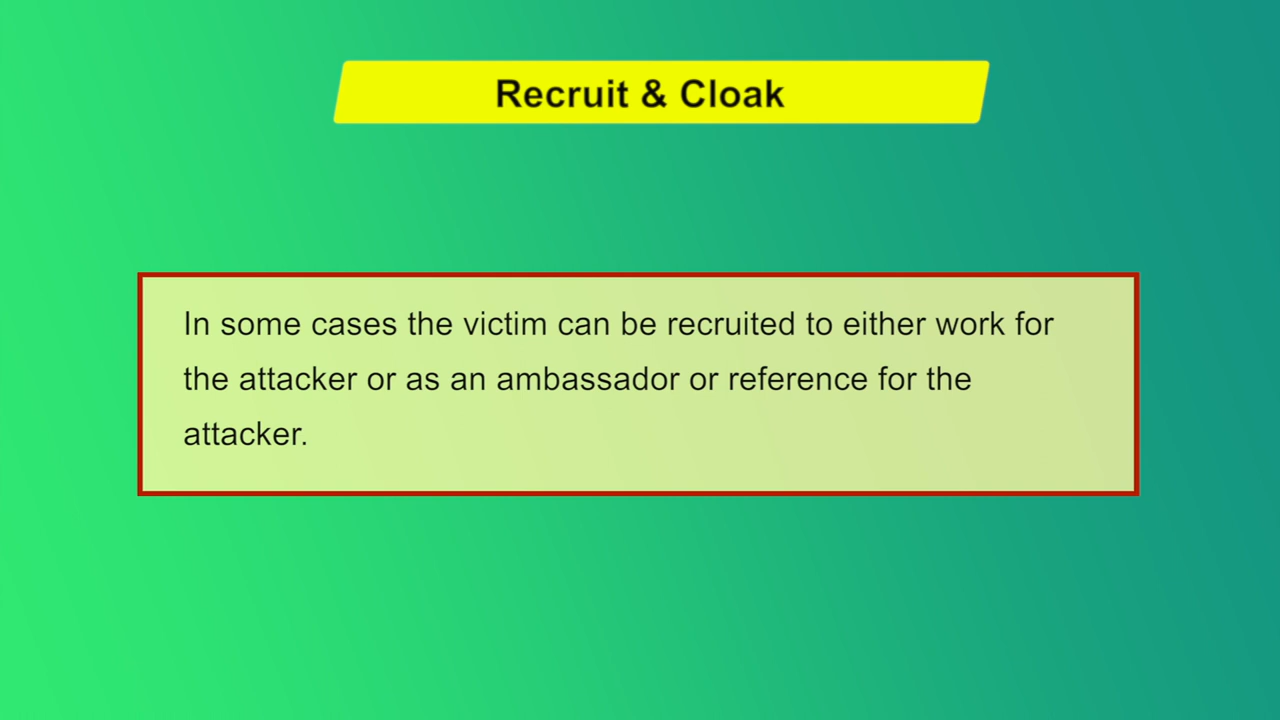 Recruit & Cloak
In some cases the victim can be recruited to either work for
the attacker or as an ambassador or reference for the
attacker.